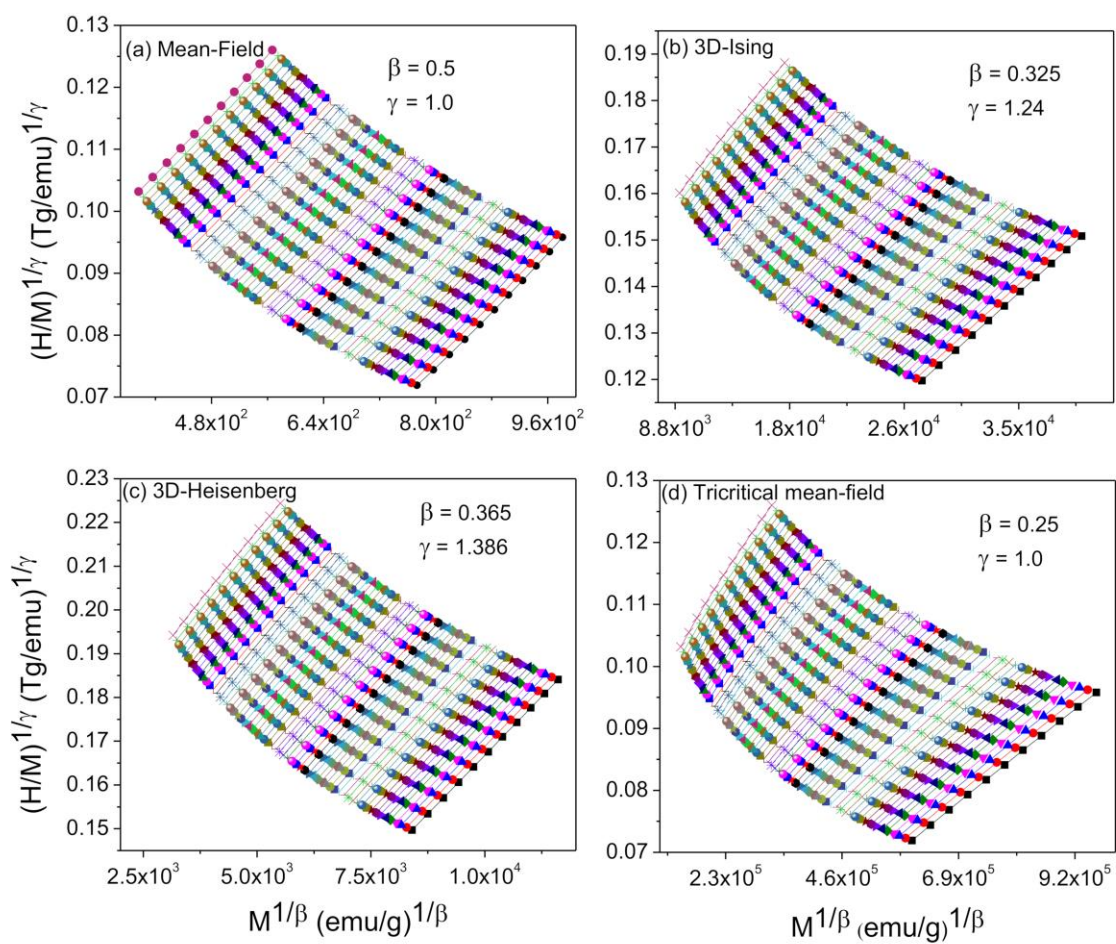 0.13
(a) Mean-Field
β = 0.5
γ = 1.0
0.12
0.11
0.10
0.09
0.08
0.07
(H/M)^{1/γ} (Tg/emu)^{1/γ}
4.8x10²
6.4x10²
8.0x10²
9.6x10²
0.19
(b) 3D-Ising
β = 0.325
γ = 1.24
0.18
0.17
0.16
0.15
0.14
0.13
0.12
8.8x10³
1.8x10⁴
2.6x10⁴
3.5x10⁴
0.23
(c) 3D-Heisenberg
β = 0.365
γ = 1.386
0.22
0.21
0.20
0.19
0.18
0.17
0.16
0.15
(H/M)^{1/γ} (Tg/emu)^{1/γ}
2.5x10³
5.0x10³
7.5x10³
1.0x10⁴
M^{1/β} (emu/g)^{1/β}
0.13
(d) Tricritical mean-field
β = 0.25
γ = 1.0
0.12
0.11
0.10
0.09
0.08
0.07
2.3x10⁵
4.6x10⁵
6.9x10⁵
9.2x10⁵
M^{1/β} (emu/g)^{1/β}